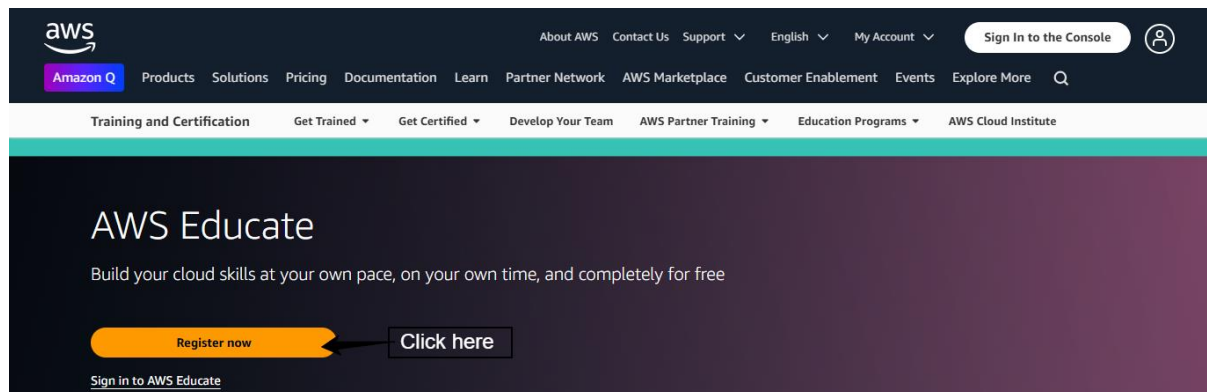 aws
About AWS Contact Us Support English My Account Sign In to the Console
Amazon Q Products Solutions Pricing Documentation Learn Partner Network AWS Marketplace Customer Enablement Events Explore More
Training and Certification Get Trained Get Certified Develop Your Team AWS Partner Training Education Programs AWS Cloud Institute
AWS Educate
Build your cloud skills at your own pace, on your own time, and completely for free
Register now Click here
Sign in to AWS Educate